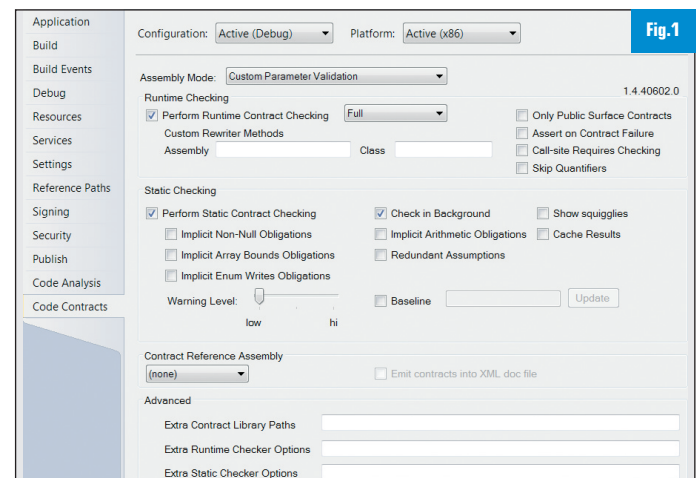 Fig.1
Application
Build
Build Events
Debug
Resources
Services
Settings
Reference Paths
Signing
Security
Publish
Code Analysis
Code Contracts
Configuration: Active (Debug) Platform: Active (x86)
Assembly Mode: Custom Parameter Validation
1.4.40602.0
Runtime Checking
Perform Runtime Contract Checking Full Only Public Surface Contracts
Custom Rewriter Methods Assert on Contract Failure
Assembly Class Call-site Requires Checking
Skip Quantifiers
Static Checking
Perform Static Contract Checking Check in Background Show squigglies
Implicit Non-Null Obligations Implicit Arithmetic Obligations Cache Results
Implicit Array Bounds Obligations Redundant Assumptions
Implicit Enum Writes Obligations
Warning Level: Baseline Update
low hi
Contract Reference Assembly
(none) Emit contracts into XML doc file
Advanced
Extra Contract Library Paths
Extra Runtime Checker Options
Extra Static Checker Options